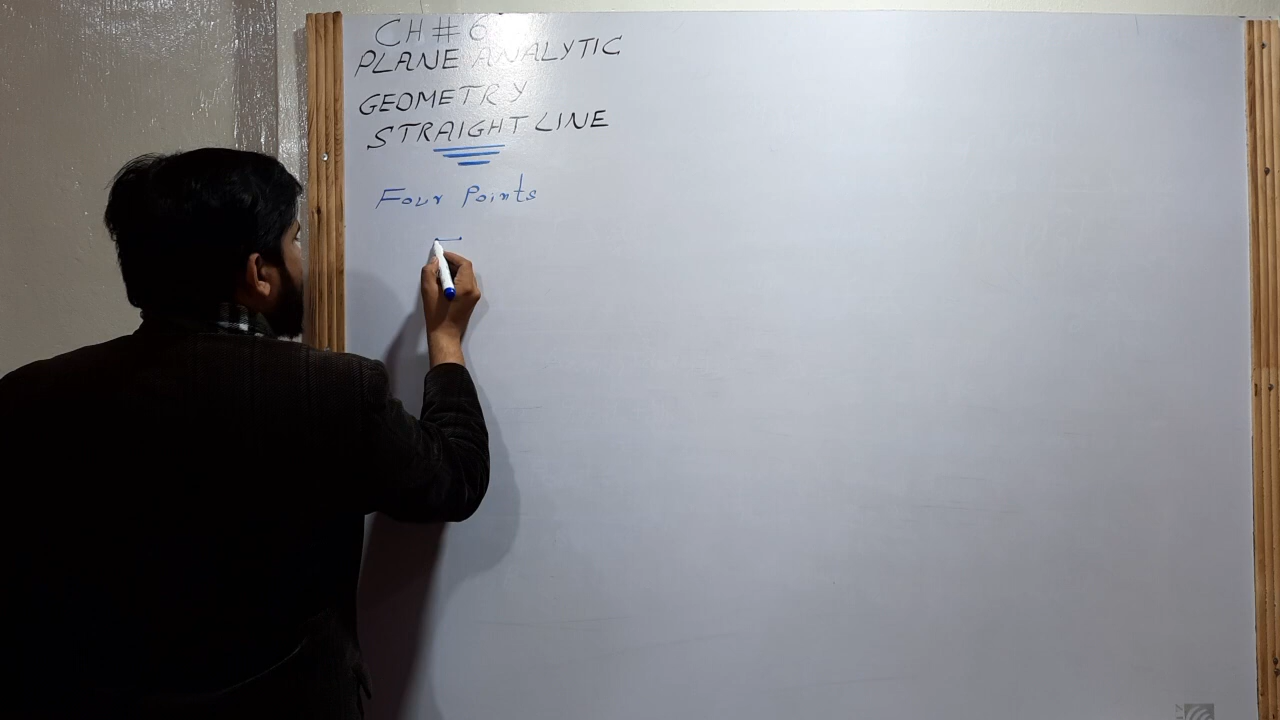 CH # 6
PLANE ANALYTIC
GEOMETRY
STRAIGHT LINE
Four Points